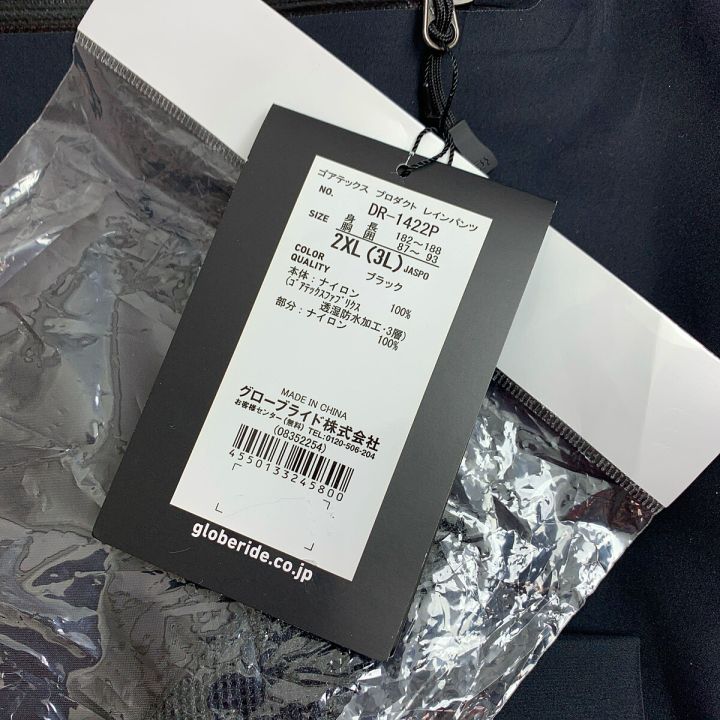 ゴアテックス プロダクト レインパンツ
NO. DR-1422P
SIZE 身長 182～188
胸囲 87～ 93
2XL(3L) JASPO
COLOR ブラック
QUALITY
本体:ナイロン 100%
(ゴアテックスファブリクス
透湿防水加工・3層)
部分:ナイロン 100%
MADE IN CHINA
グローブライド株式会社
お客様センター(無料) TEL:0120-506-204
(08352254)
4550133245800
globeride.co.jp